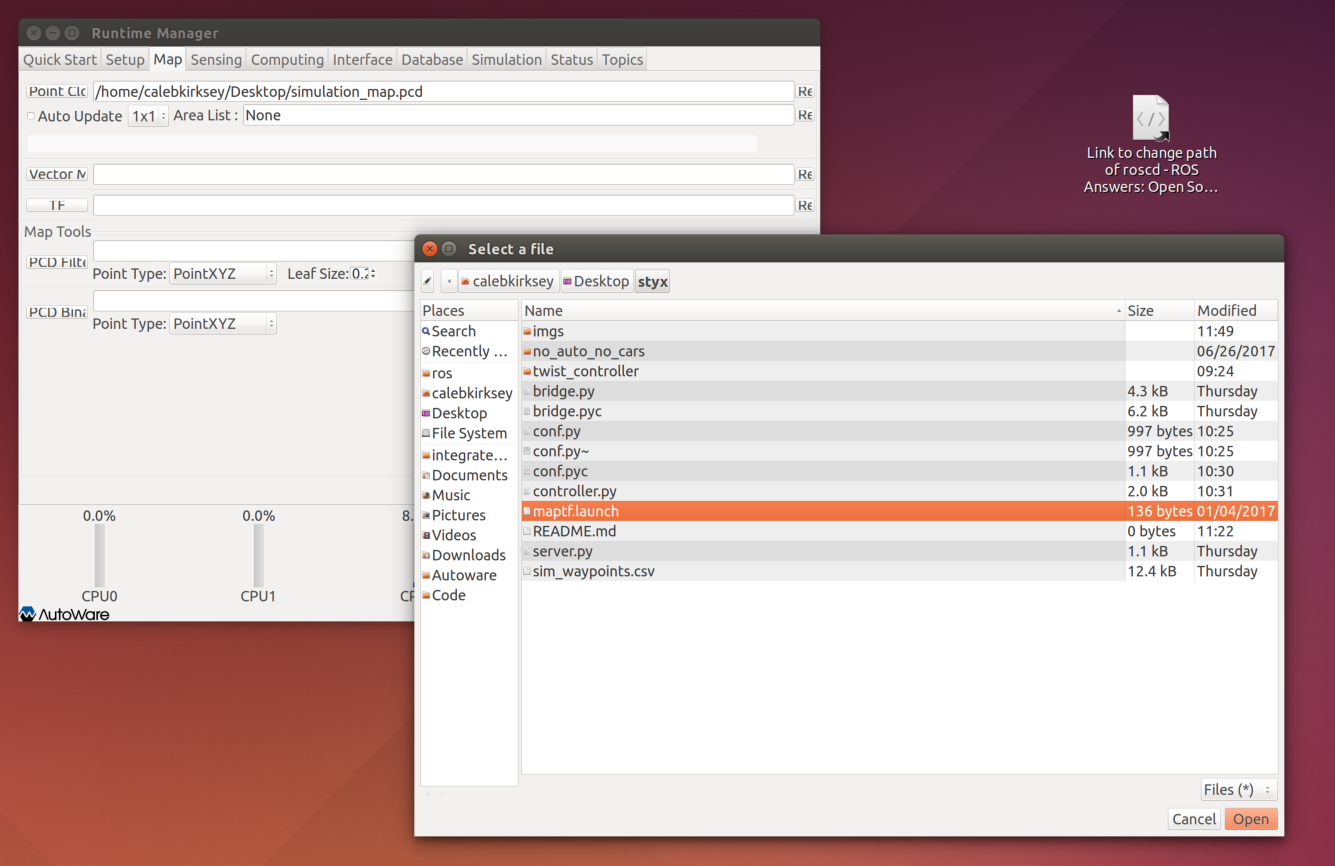 Runtime Manager
Quick Start Setup Map Sensing Computing Interface Database Simulation Status Topics
Point Clo /home/calebkirksey/Desktop/simulation_map.pcd Re
Auto Update 1x1 Area List : None Re
Vector M Re
TF Re
Map Tools
PCD Filte
Point Type: PointXYZ Leaf Size: 0.2
PCD Bina
Point Type: PointXYZ
0.0% 0.0% 8.
CPU0 CPU1 CP
AutoWare
Link to change path
of roscd - ROS
Answers: Open So...
Select a file
calebkirksey Desktop styx
Places
Search
Recently ...
ros
calebkirksey
Desktop
File System
integrate...
Documents
Music
Pictures
Videos
Downloads
Autoware
Code
Name Size Modified
imgs 11:49
no_auto_no_cars 06/26/2017
twist_controller 09:24
bridge.py 4.3 kB Thursday
bridge.pyc 6.2 kB Thursday
conf.py 997 bytes 10:25
conf.py~ 997 bytes 10:25
conf.pyc 1.1 kB 10:30
controller.py 2.0 kB 10:31
maptf.launch 136 bytes 01/04/2017
README.md 0 bytes 11:22
server.py 1.1 kB Thursday
sim_waypoints.csv 12.4 kB Thursday
Files (*)
Cancel Open